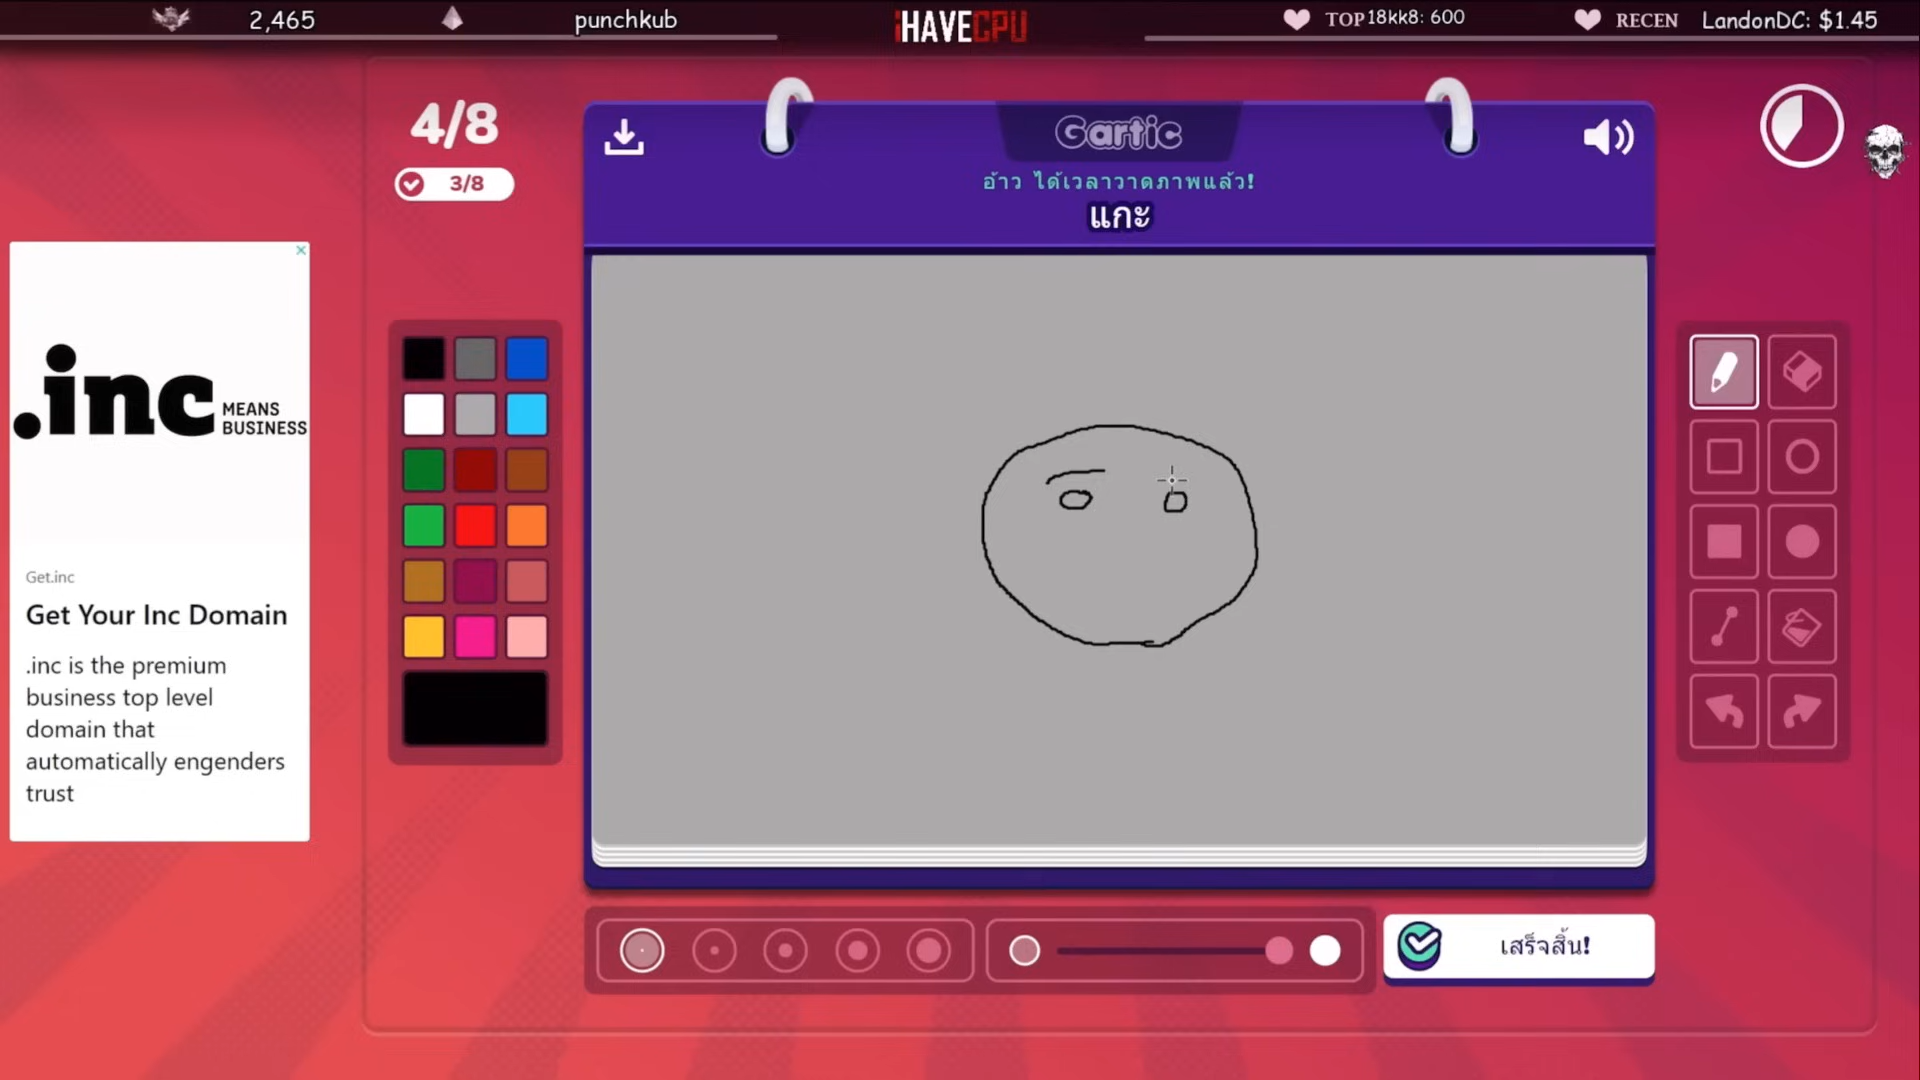 2,465
punchkub
iHAVECPU
TOP 18kk8: 600
RECEN LandonDC: $1.45
4/8
3/8
Gartic
อ้าว ได้เวลาวาดภาพแล้ว!
แกะ
.inc MEANS BUSINESS
Get.inc
Get Your Inc Domain
.inc is the premium
business top level
domain that
automatically engenders
trust
เสร็จสิ้น!